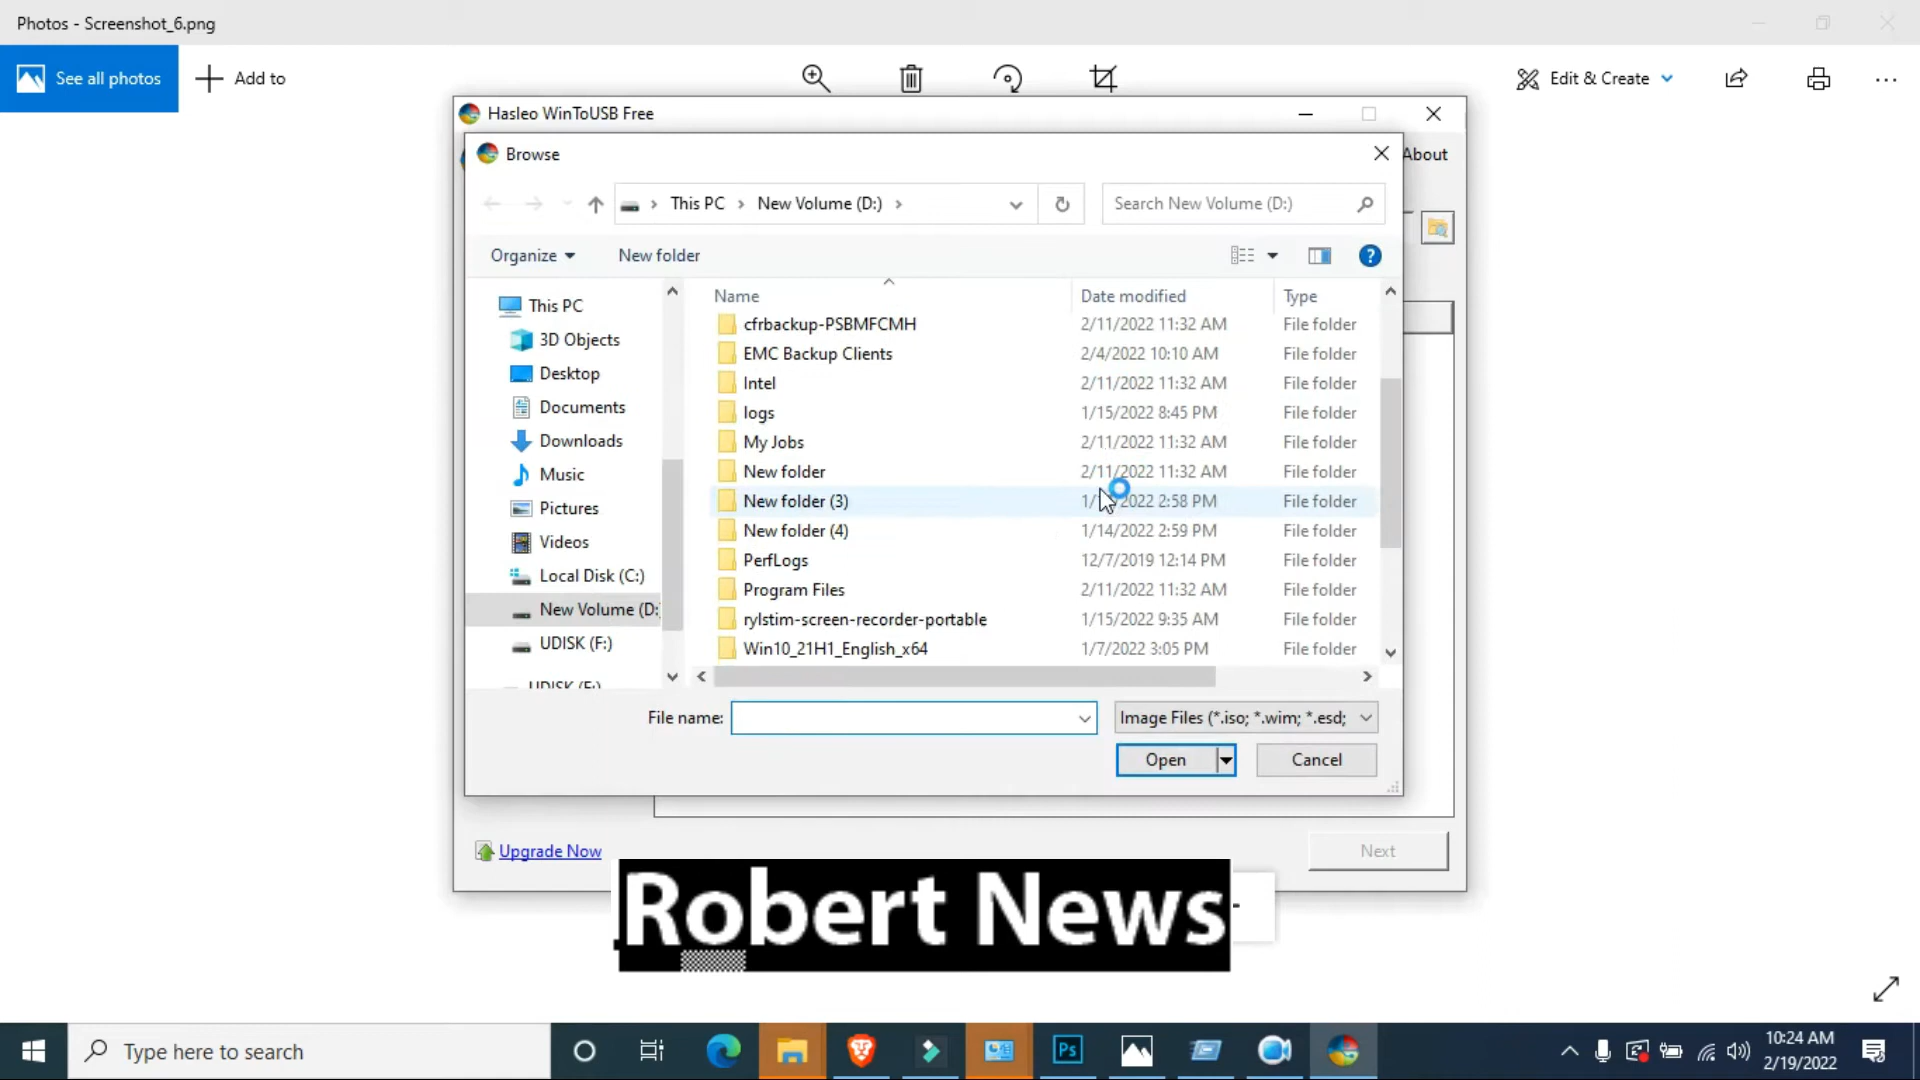 Photos - Screenshot_6.png
See all photos
Add to
Edit & Create
Hasleo WinToUSB Free
Browse
About
This PC > New Volume (D:) >
Search New Volume (D:)
Organize
New folder
Name Date modified Type
This PC
3D Objects
Desktop
Documents
Downloads
Music
Pictures
Videos
Local Disk (C:)
New Volume (D:
UDISK (F:)
cfrbackup-PSBMFCMH 2/11/2022 11:32 AM File folder
EMC Backup Clients 2/4/2022 10:10 AM File folder
Intel 2/11/2022 11:32 AM File folder
logs 1/15/2022 8:45 PM File folder
My Jobs 2/11/2022 11:32 AM File folder
New folder 2/11/2022 11:32 AM File folder
New folder (3) 2:58 PM File folder
New folder (4) 1/14/2022 2:59 PM File folder
PerfLogs 12/7/2019 12:14 PM File folder
Program Files 2/11/2022 11:32 AM File folder
rylstim-screen-recorder-portable 1/15/2022 9:35 AM File folder
Win10_21H1_English_x64 1/7/2022 3:05 PM File folder
File name:
Image Files (*.iso; *.wim; *.esd;
Open
Cancel
Upgrade Now
Next
Robert News
Type here to search
Ps
10:24 AM
2/19/2022